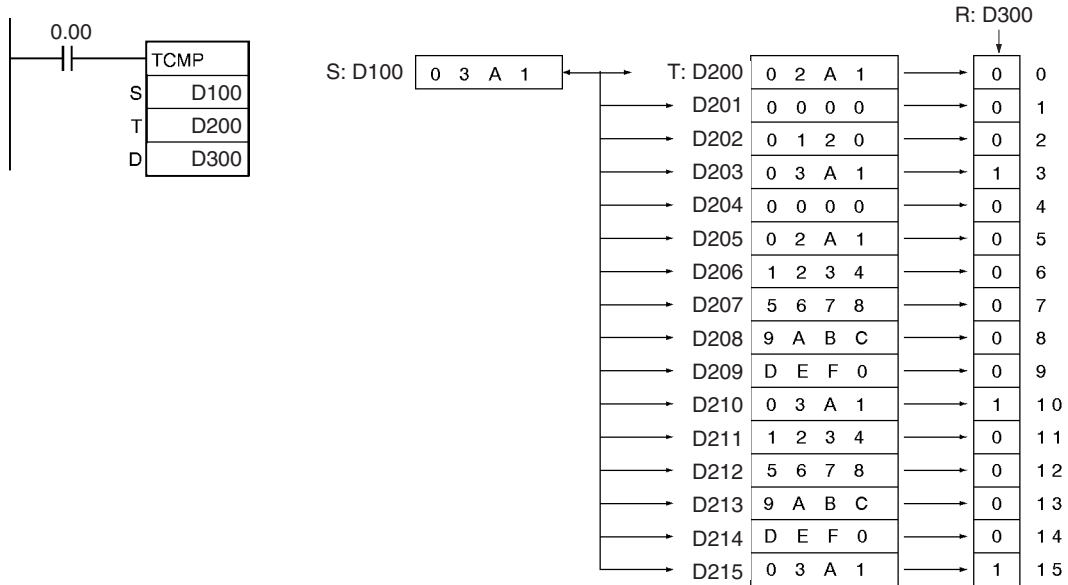 R: D300
0.00
TCMP
S D100
T D200
D D300
S: D100 0 3 A 1
T: D200 0 2 A 1 0 0
D201 0 0 0 0 0 1
D202 0 1 2 0 0 2
D203 0 3 A 1 1 3
D204 0 0 0 0 0 4
D205 0 2 A 1 0 5
D206 1 2 3 4 0 6
D207 5 6 7 8 0 7
D208 9 A B C 0 8
D209 D E F 0 0 9
D210 0 3 A 1 1 10
D211 1 2 3 4 0 11
D212 5 6 7 8 0 12
D213 9 A B C 0 13
D214 D E F 0 0 14
D215 0 3 A 1 1 15